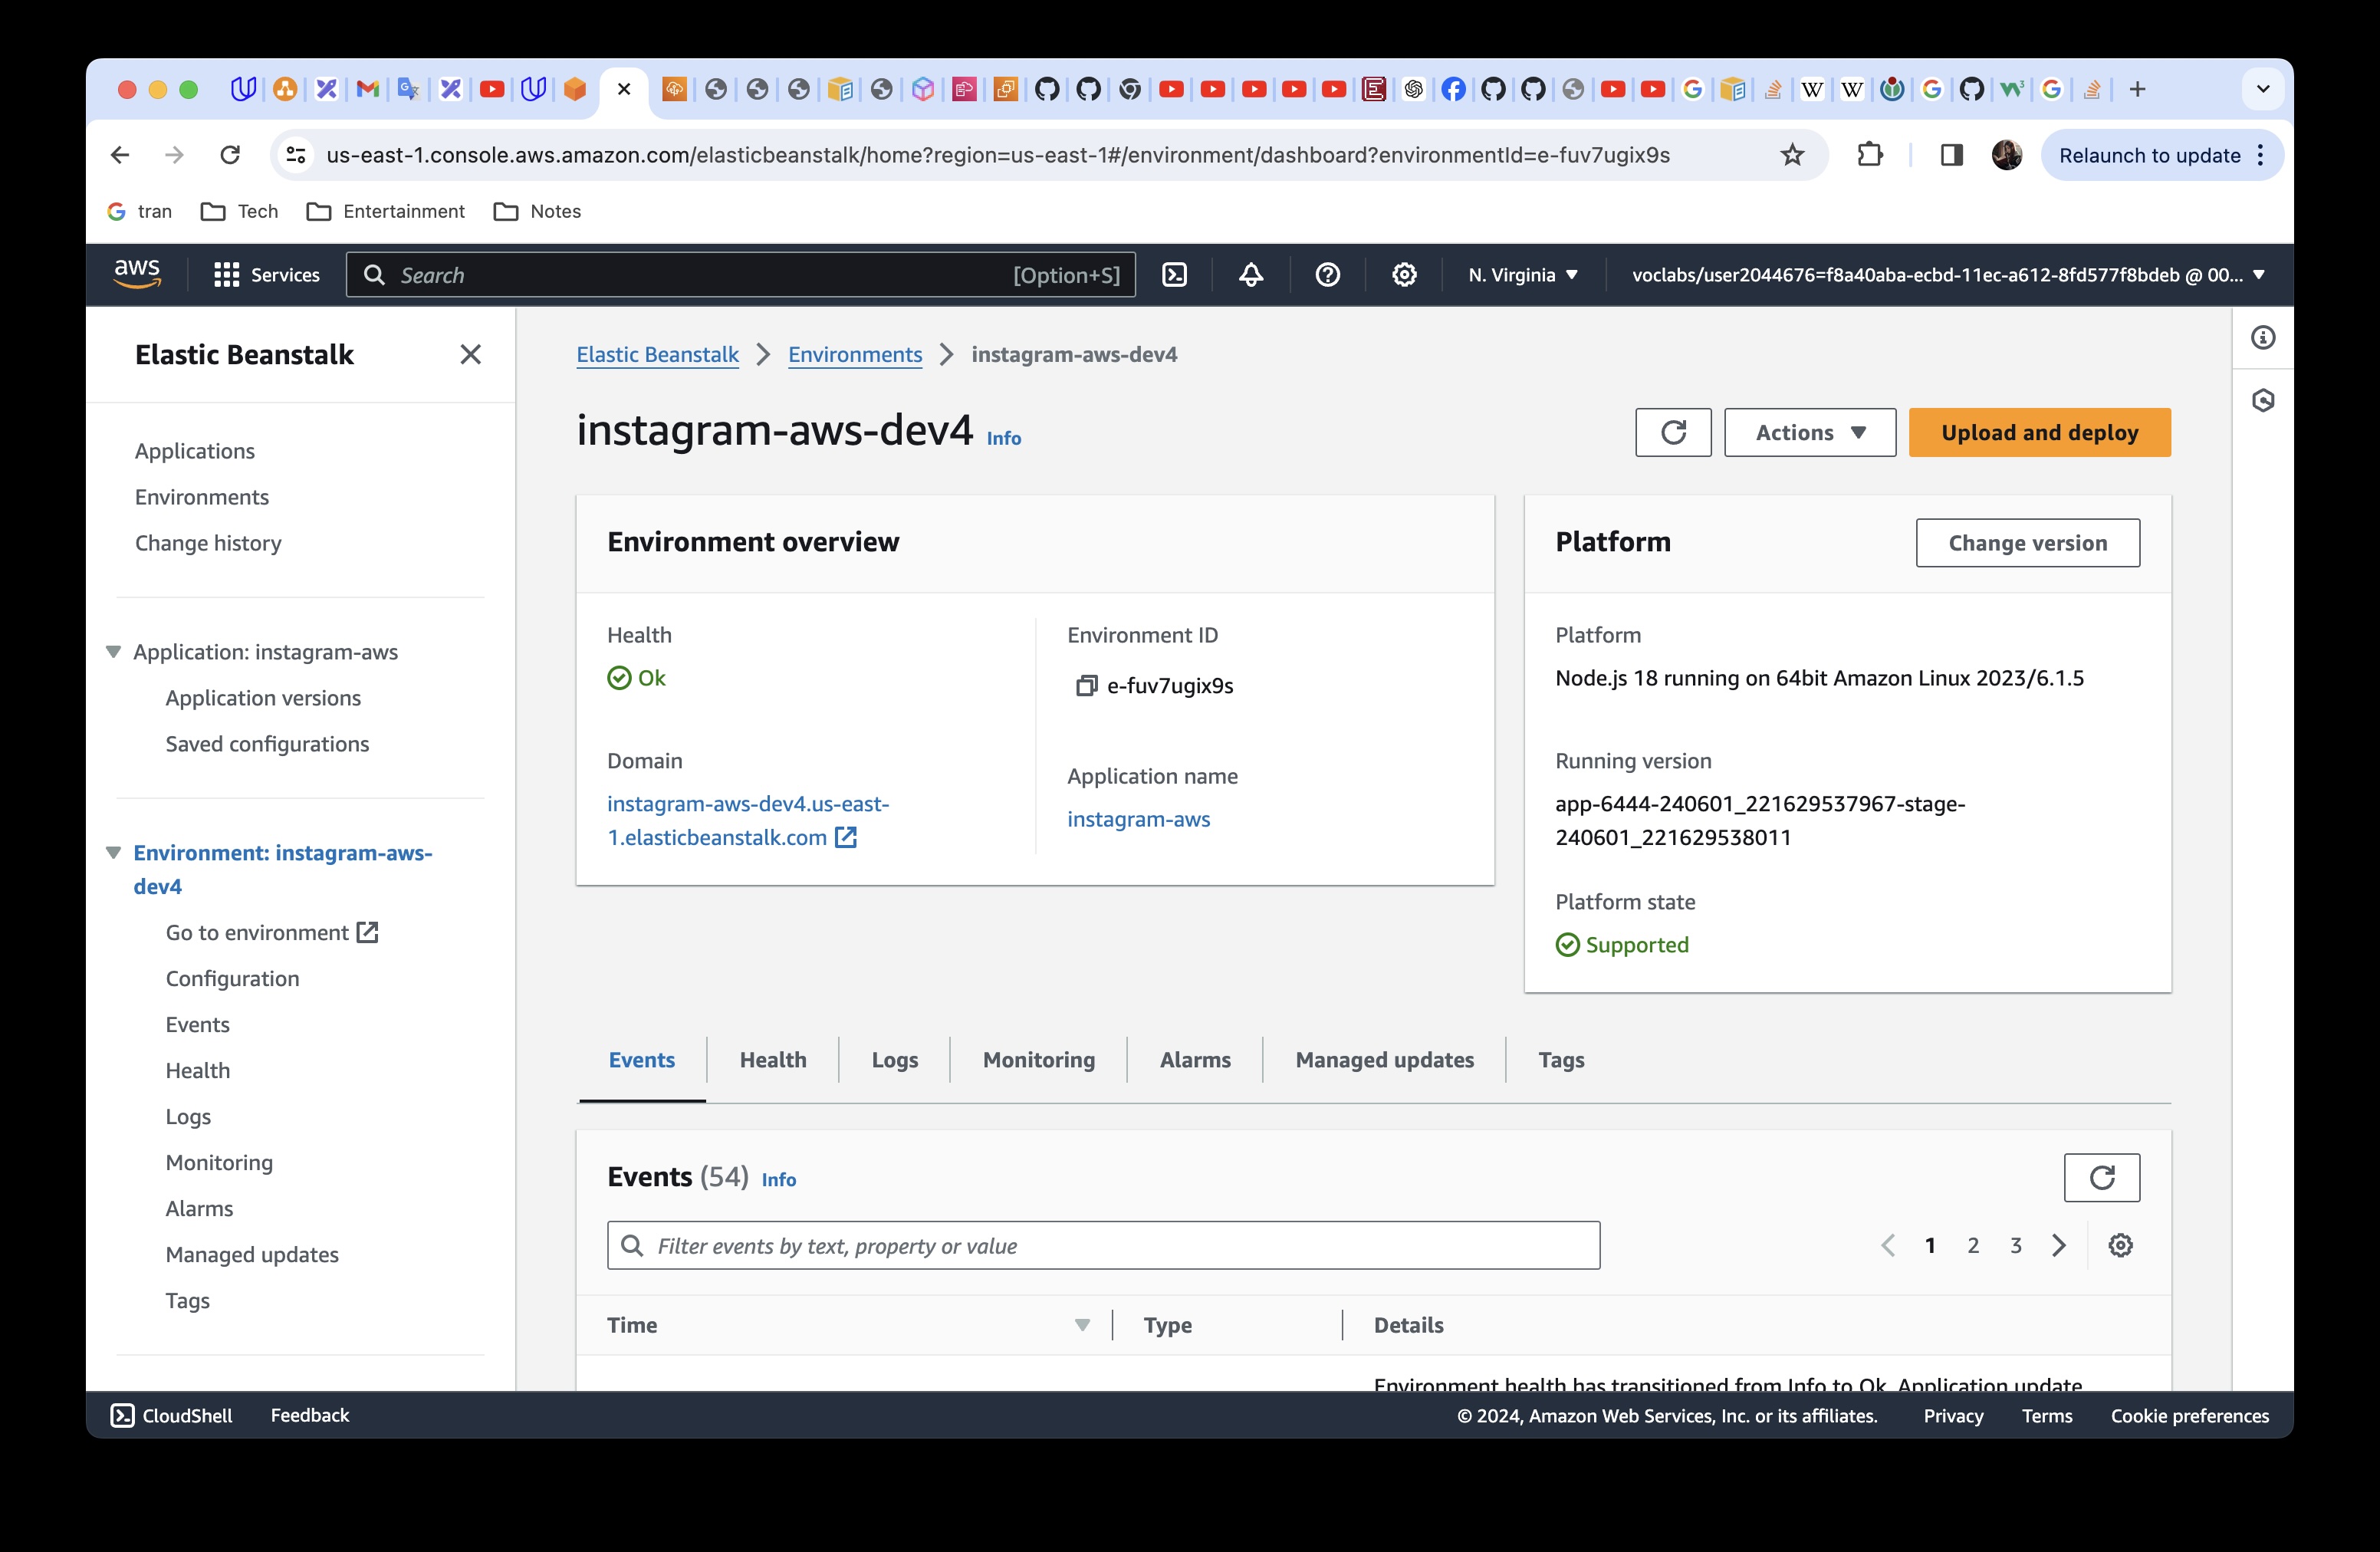 us-east-1.console.aws.amazon.com/elasticbeanstalk/home?region=us-east-1#/environment/dashboard?environmentId=e-fuv7ugix9s
Relaunch to update
tran
Tech
Entertainment
Notes
aws
Services
Search
[Option+S]
N. Virginia
voclabs/user2044676=f8a40aba-ecbd-11ec-a612-8fd577f8bdeb @ 00...
Elastic Beanstalk
Applications
Environments
Change history
Application: instagram-aws
Application versions
Saved configurations
Environment: instagram-aws-
dev4
Go to environment
Configuration
Events
Health
Logs
Monitoring
Alarms
Managed updates
Tags
Elastic Beanstalk
Environments
instagram-aws-dev4
instagram-aws-dev4 Info
Actions
Upload and deploy
Environment overview
Health
Ok
Domain
instagram-aws-dev4.us-east-
1.elasticbeanstalk.com
Environment ID
e-fuv7ugix9s
Application name
instagram-aws
Platform
Change version
Platform
Node.js 18 running on 64bit Amazon Linux 2023/6.1.5
Running version
app-6444-240601_221629537967-stage-
240601_221629538011
Platform state
Supported
Events
Health
Logs
Monitoring
Alarms
Managed updates
Tags
Events (54) Info
Filter events by text, property or value
1 2 3
Time
Type
Details
Environment health has transitioned from Info to Ok. Application update
CloudShell
Feedback
© 2024, Amazon Web Services, Inc. or its affiliates.
Privacy
Terms
Cookie preferences